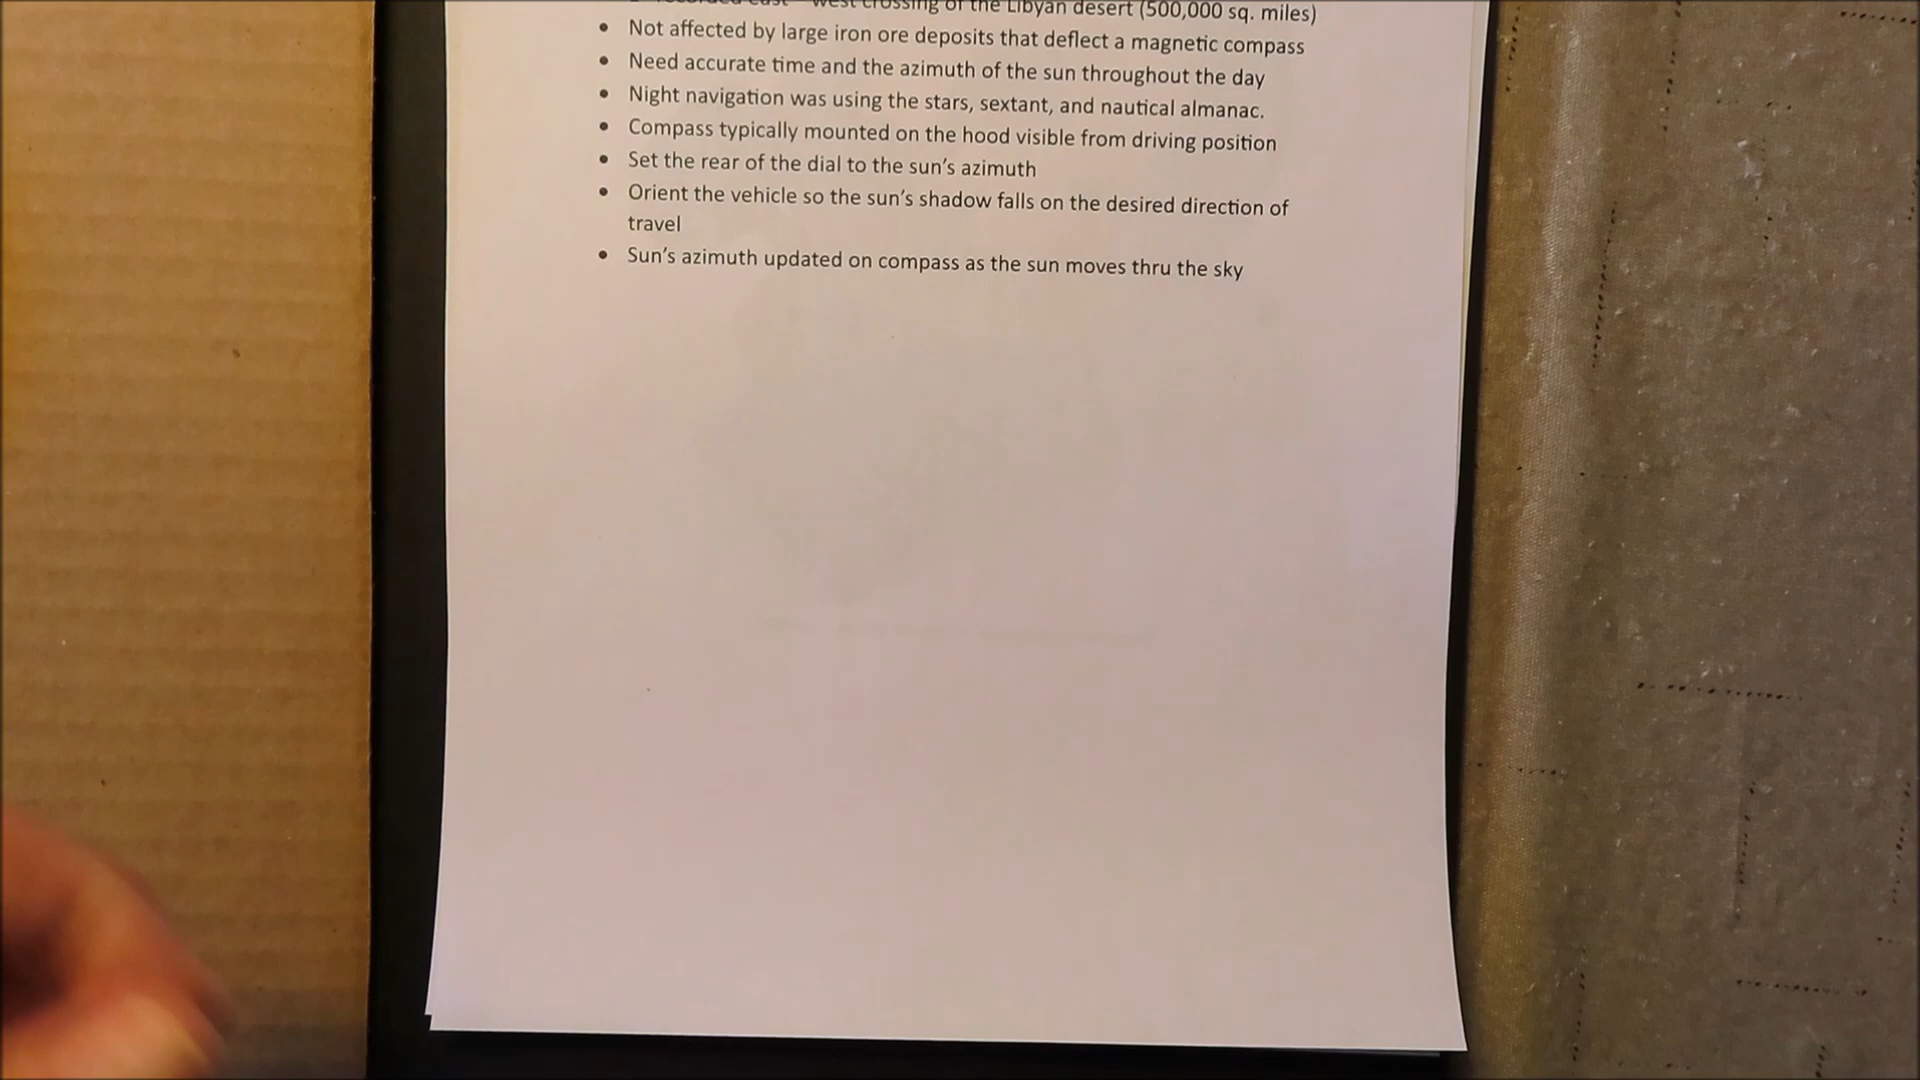 west crossing of the Libyan desert (500,000 sq. miles)
• Not affected by large iron ore deposits that deflect a magnetic compass
• Need accurate time and the azimuth of the sun throughout the day
• Night navigation was using the stars, sextant, and nautical almanac.
• Compass typically mounted on the hood visible from driving position
• Set the rear of the dial to the sun’s azimuth
• Orient the vehicle so the sun’s shadow falls on the desired direction of
travel
• Sun’s azimuth updated on compass as the sun moves thru the sky